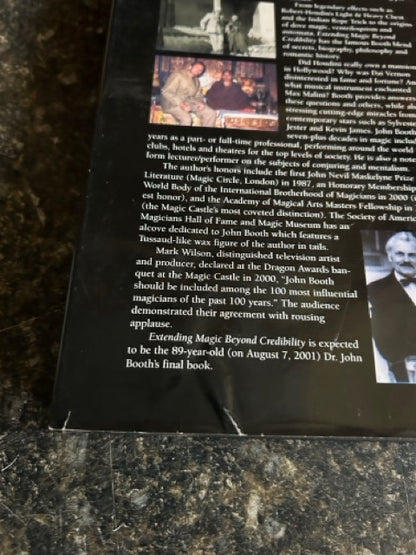 From legendary effects such as
Robert-Houdin's Light & Heavy Chest
and the Indian Rope Trick to the origins
of dove magic, ventriloquism and
automata, Extending Magic Beyond
Credibility has the famous Booth blend
of secrets, biography, philosophy and
romantic history.
Did Houdini really own a mansion
in Hollywood? Why was Dai Vernon
disinterested in fame and fortune? And
what musical instrument enchanted
Max Malini? Booth provides answers
these questions and others, while also
stressing cutting-edge miracles from
contemporary stars such as Sylvester
Jester and Kevin James. John Booth
seven-plus decades in magic include
years as a part- or full-time professional, performing around the world
clubs, hotels and theatres for the top levels of society. He is also a noted
form lecturer/performer on the subjects of conjuring and mentalism.
The author's honors include the first John Nevil Maskelyne Prize
Literature (Magic Circle, London) in 1987, an Honorary Membership
World Body of the International Brotherhood of Magicians in 2000 (
est honor), and the Academy of Magical Arts Masters Fellowship in
(the Magic Castle's most coveted distinction). The Society of America
Magicians Hall of Fame and Magic Museum has an
alcove dedicated to John Booth which features a
Tussaud-like wax figure of the author in tails.
Mark Wilson, distinguished television artist
and producer, declared at the Dragon Awards ban-
quet at the Magic Castle in 2000, "John Booth
should be included among the 100 most influential
magicians of the past 100 years." The audience
demonstrated their agreement with rousing
applause.
Extending Magic Beyond Credibility is expected
to be the 89-year-old (on August 7, 2001) Dr. John
Booth's final book.